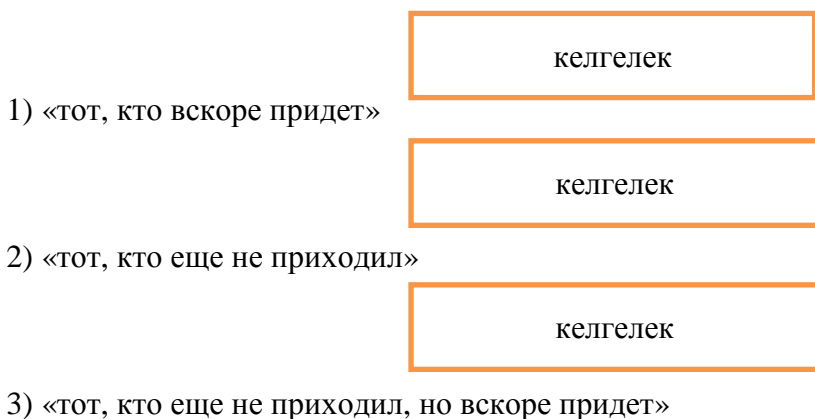 келгелек
1) «тот, кто вскоре придет»
келгелек
2) «тот, кто еще не приходил»
келгелек
3) «тот, кто еще не приходил, но вскоре придет»